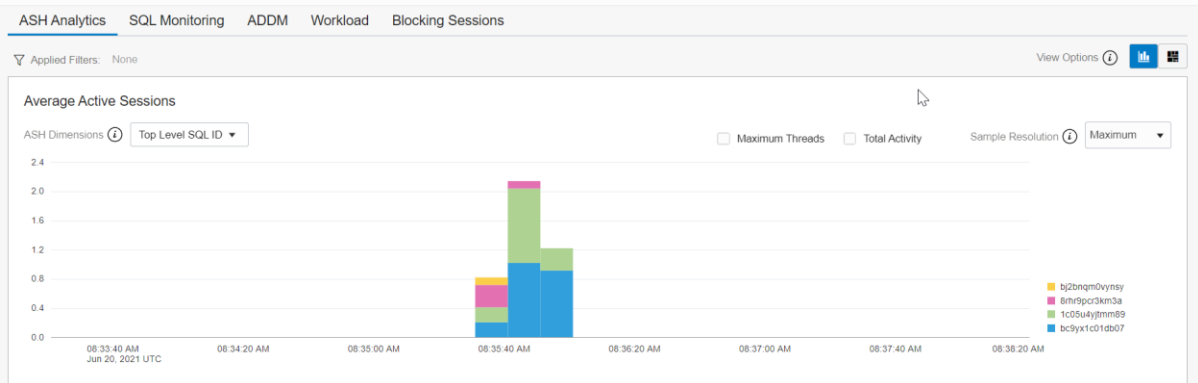 ASH Analytics SQL Monitoring ADDM Workload Blocking Sessions
Applied Filters: None View Options
Average Active Sessions
ASH Dimensions Top Level SQL ID Maximum Threads Total Activity Sample Resolution Maximum
2.4
2.0
1.6
1.2
0.8
0.4
0.0
bj2bnqm0vynsy
8rhr9pcr3km3a
1c05u4yjtmm89
bc9yx1c01db07
08:33:40 AM 08:34:20 AM 08:35:00 AM 08:35:40 AM 08:36:20 AM 08:37:00 AM 08:37:40 AM 08:38:20 AM
Jun 20, 2021 UTC